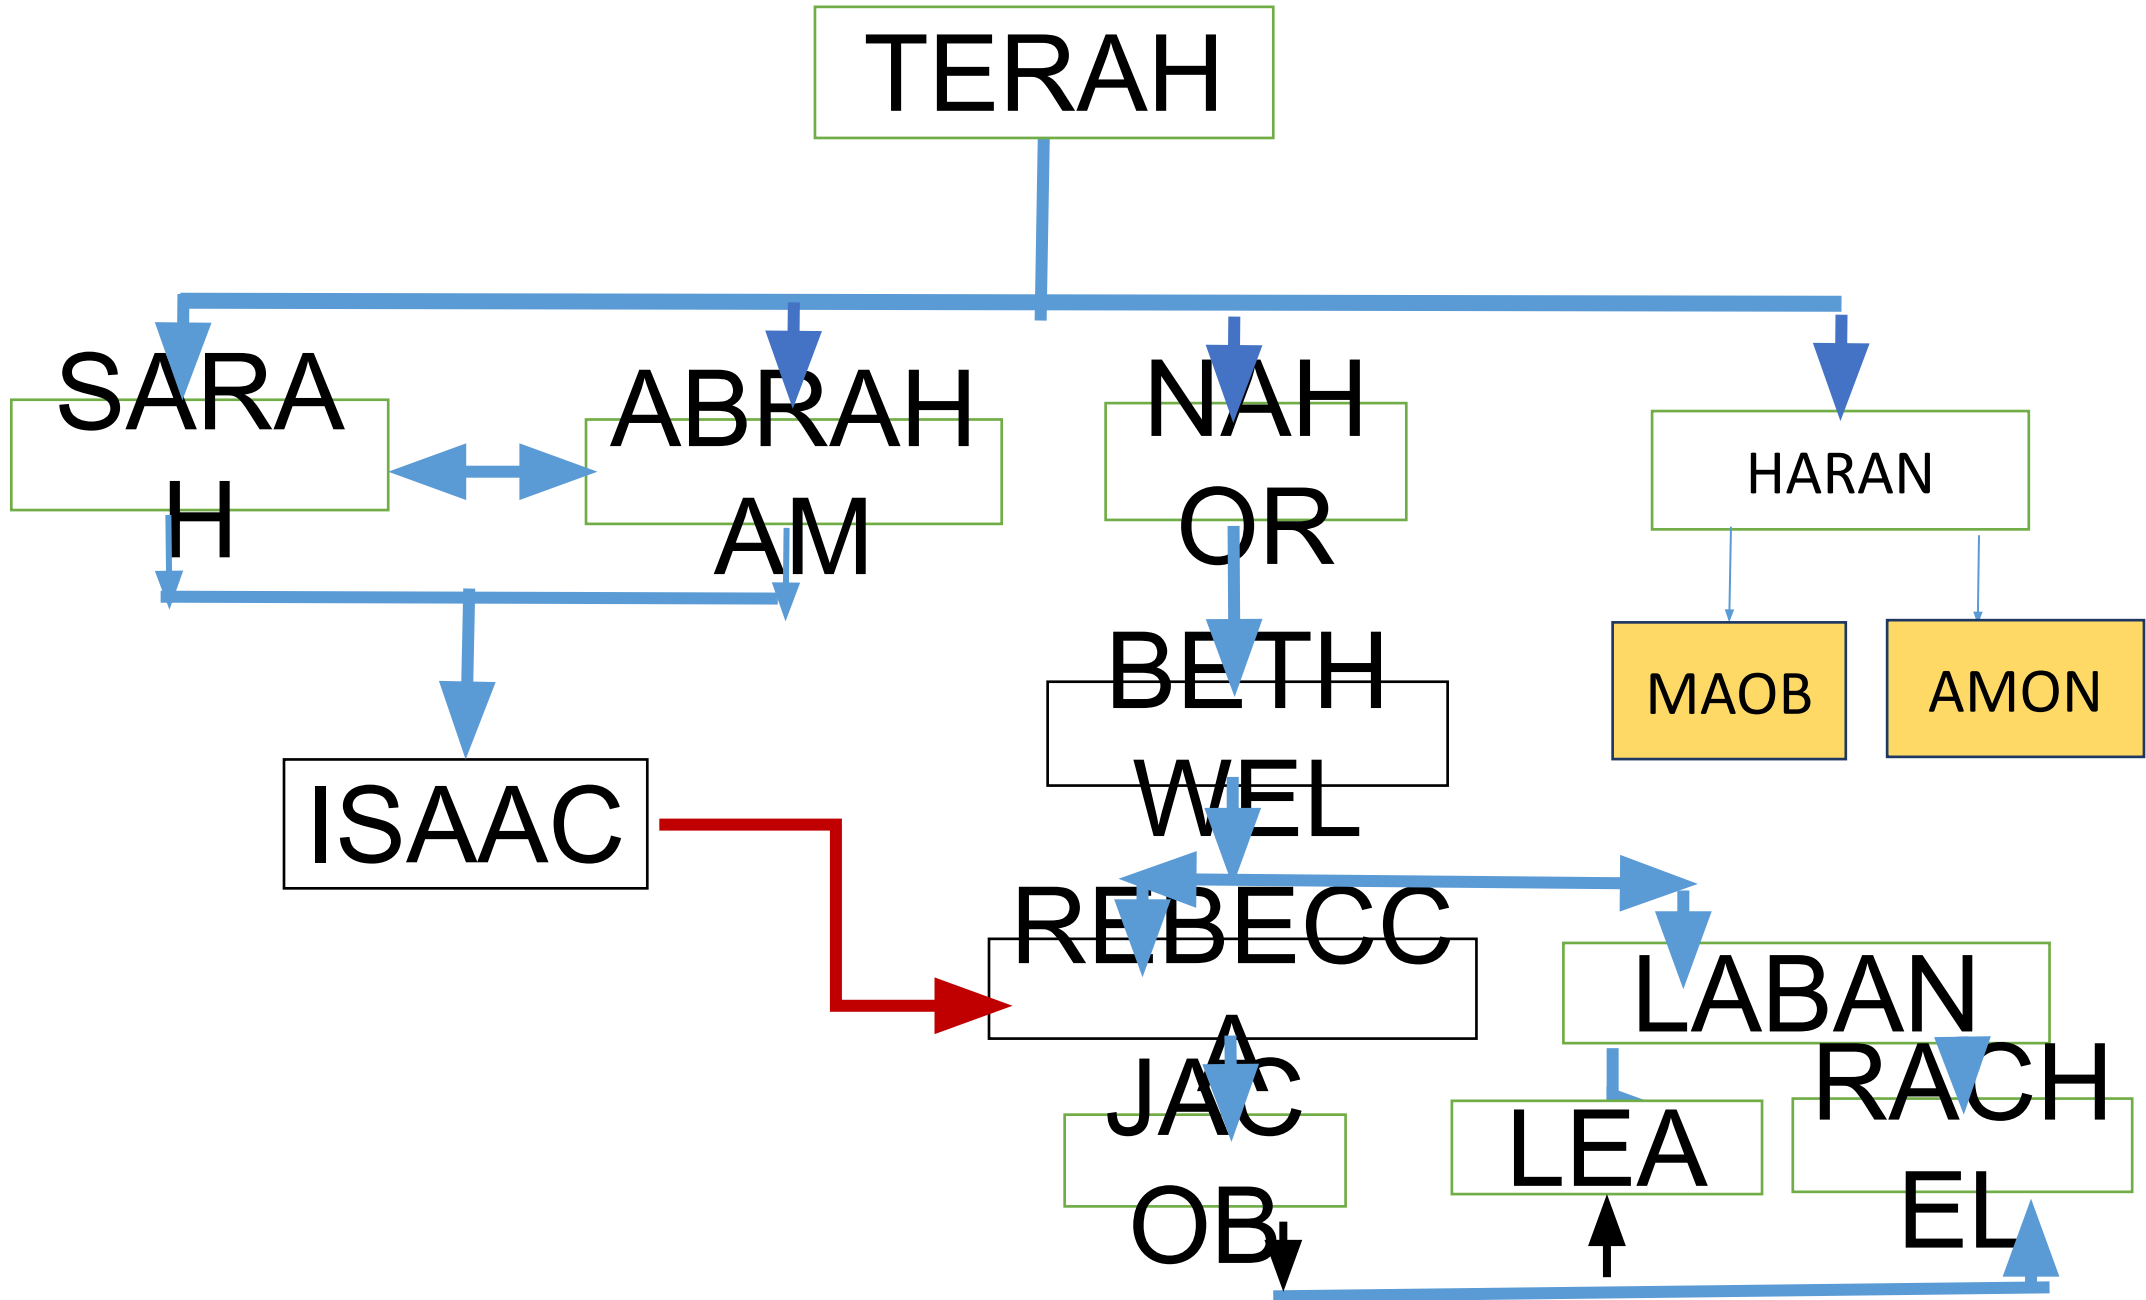 TERAH
SARA
H
ABRAH
AM
NAH
OR
HARAN
MAOB
AMON
BETH
WEL
ISAAC
REBECC
A
LABAN
JAC
OB
LEA
RACH
EL